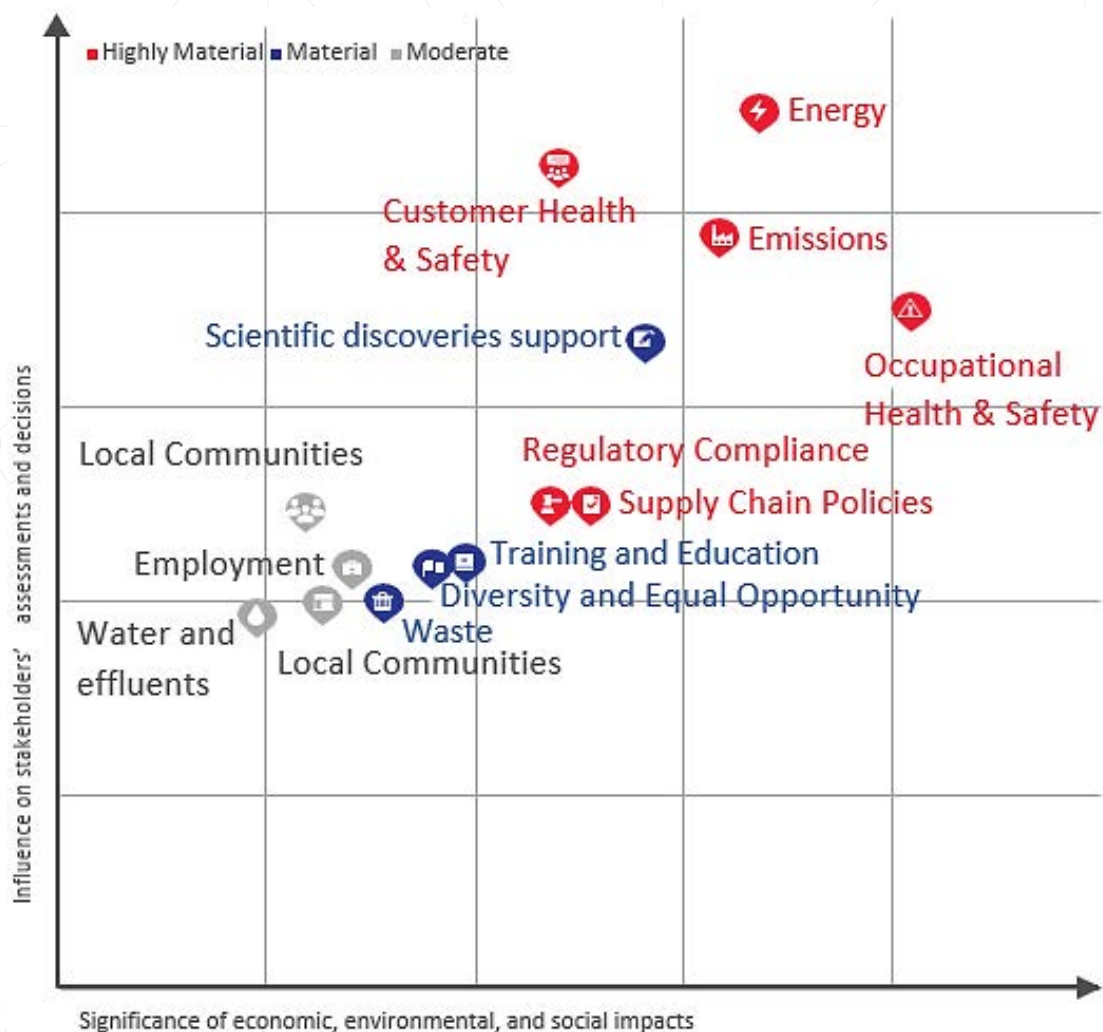 Highly Material Material Moderate
Energy
Customer Health
& Safety
Emissions
Scientific discoveries support
Occupational
Health & Safety
Local Communities
Regulatory Compliance
Supply Chain Policies
Employment
Training and Education
Diversity and Equal Opportunity
Waste
Water and
effluents
Local Communities
Influence on stakeholders' assessments and decisions
Significance of economic, environmental, and social impacts